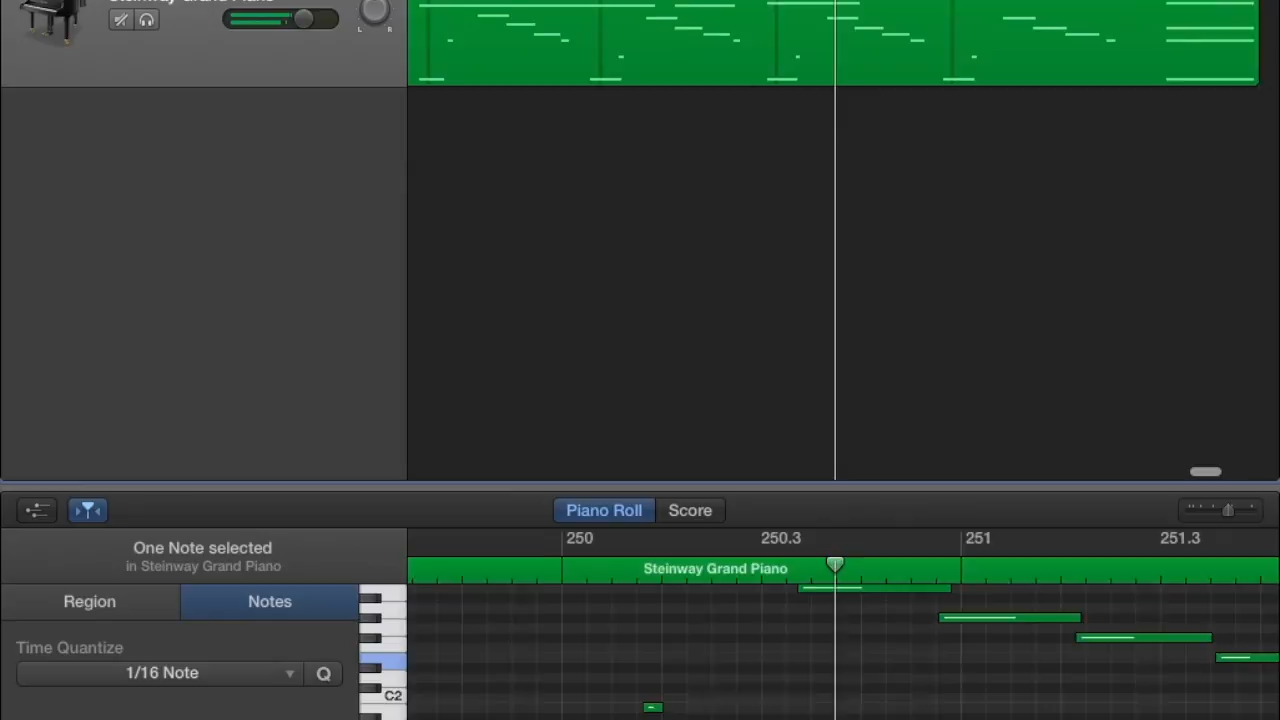 Steinway Grand Piano
L R
Piano Roll Score
One Note selected
in Steinway Grand Piano
250 250.3 251 251.3
Steinway Grand Piano
Region Notes
Time Quantize
1/16 Note Q
C2